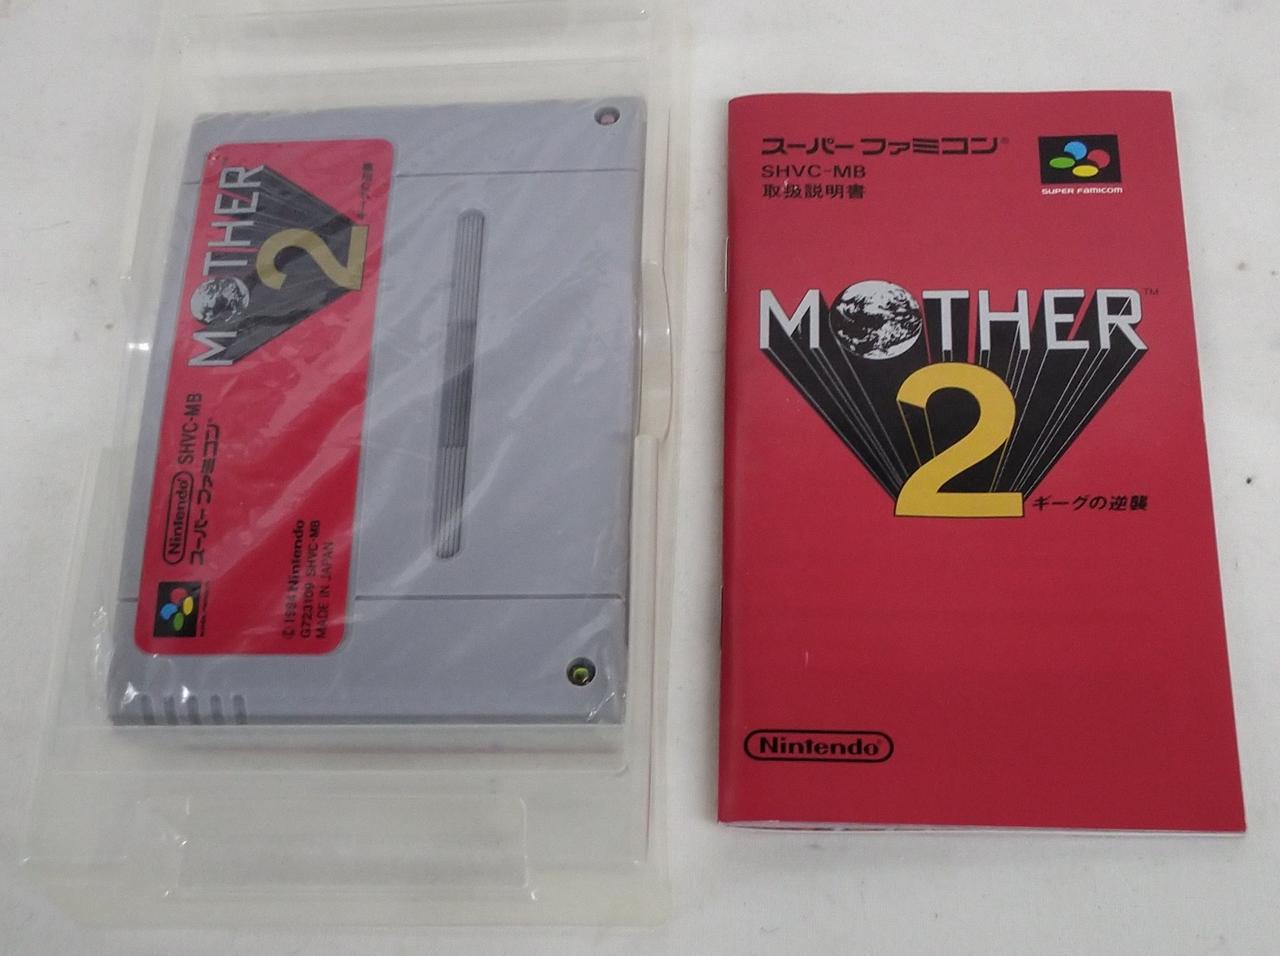 MOTHER
2
ギーグの逆襲
Nintendo SHVC-MB
スーパーファミコン
©1994 Nintendo
G723109 SHVC-MB
MADE IN JAPAN
スーパーファミコン®
SHVC-MB
取扱説明書
SUPER FAMICOM
MOTHER™
2
ギーグの逆襲
Nintendo®